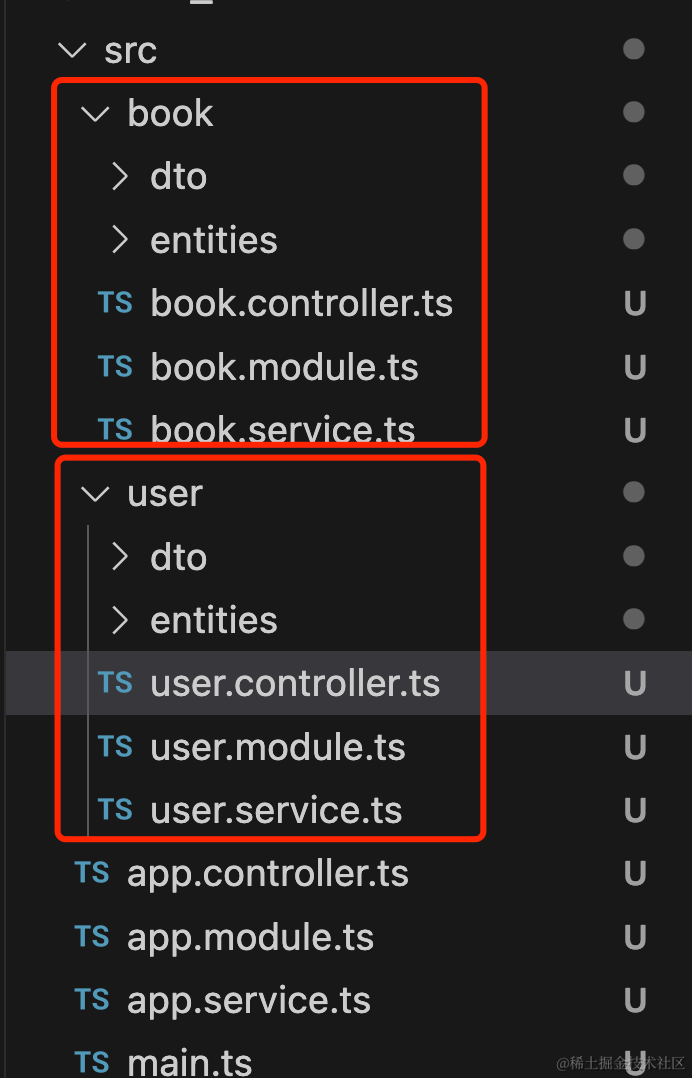 src
book
dto
entities
TS book.controller.ts U
TS book.module.ts U
TS book.service.ts U
user
dto
entities
TS user.controller.ts U
TS user.module.ts U
TS user.service.ts U
TS app.controller.ts U
TS app.module.ts U
TS app.service.ts U
TS main.ts U
@稀土掘金技术社区